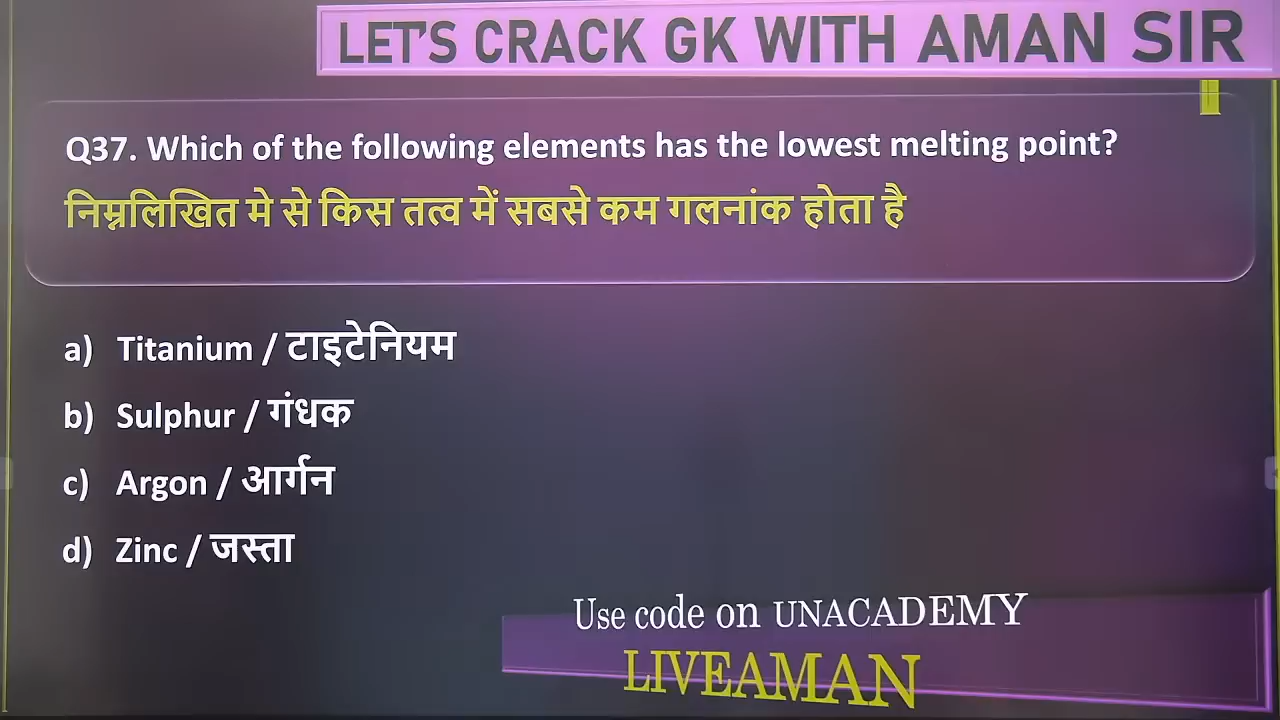 LET'S CRACK GK WITH AMAN SIR
Q37. Which of the following elements has the lowest melting point?
निम्नलिखित मे से किस तत्व में सबसे कम गलनांक होता है
a) Titanium / टाइटेनियम
b) Sulphur / गंधक
c) Argon / आर्गन
d) Zinc / जस्ता
Use code on UNACADEMY
LIVEAMAN